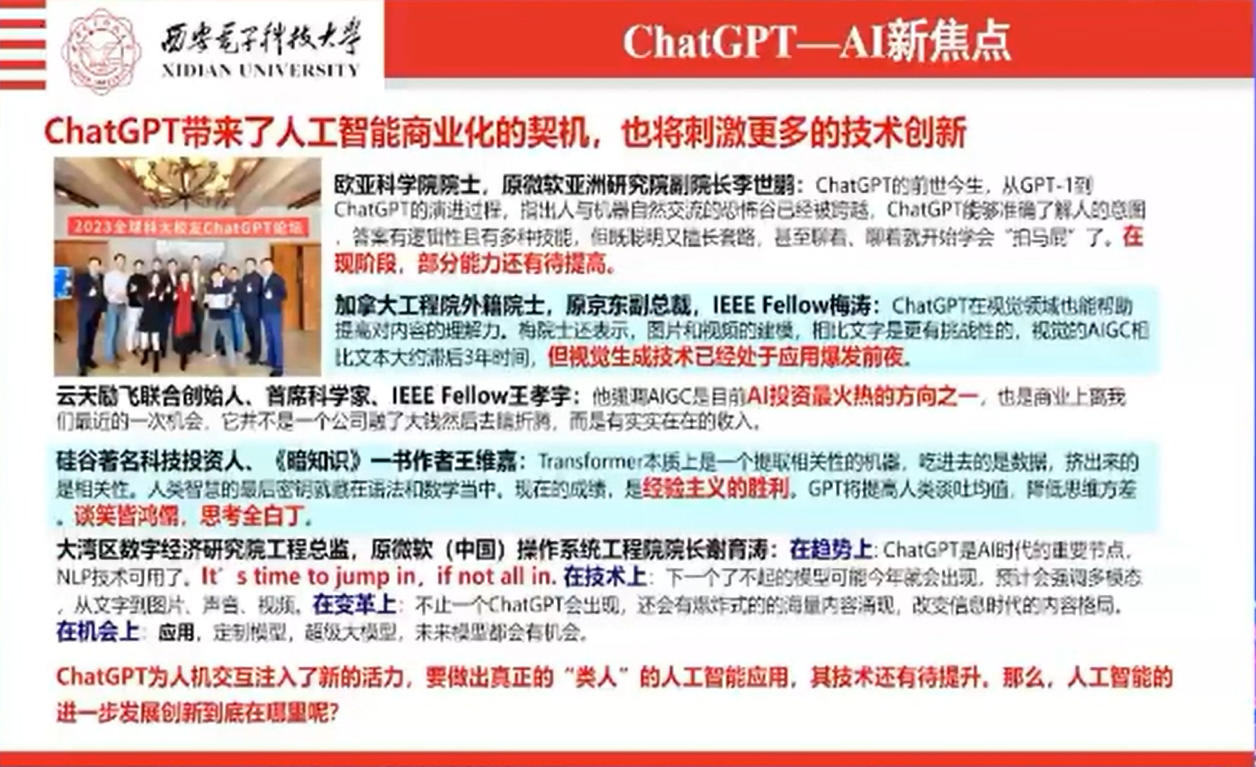 西安电子科技大学
XIDIAN UNIVERSITY
ChatGPT—AI新焦点
ChatGPT带来了人工智能商业化的契机，也将刺激更多的技术创新
2023全球科大校友ChatGPT论坛
欧亚科学院院士，原微软亚洲研究院副院长李世鹏：ChatGPT的前世今生，从GPT-1到
ChatGPT的演进过程，指出人与机器自然交流的恐怖谷已经被跨越，ChatGPT能够准确了解人的意图
，答案有逻辑性且有多种技能，但既聪明又擅长套路，甚至聊着、聊着就开始学会“拍马屁”了。在
现阶段，部分能力还有待提高。
加拿大工程院外籍院士，原京东副总裁，IEEE Fellow梅涛：ChatGPT在视觉领域也能帮助
提高对内容的理解力。梅院士还表示，图片和视频的建模，相比文字是更有挑战性的，视觉的AIGC相
比文本大约滞后3年时间，但视觉生成技术已经处于应用爆发前夜。
云天励飞联合创始人、首席科学家、IEEE Fellow王孝宇：他强调AIGC是目前AI投资最火热的方向之一，也是商业上离我
们最近的一次机会，它并不是一个公司融了大钱然后去瞎折腾，而是有实实在在的收入。
硅谷著名科技投资人、《暗知识》一书作者王维嘉：Transformer本质上是一个提取相关性的机器，吃进去的是数据，挤出来的
是相关性。人类智慧的最后密钥就藏在语法和数学当中。现在的成绩，是经验主义的胜利。GPT将提高人类谈吐均值，降低思维方差
。谈笑皆鸿儒，思考全白丁。
大湾区数字经济研究院工程总监，原微软（中国）操作系统工程院院长谢育涛：在趋势上：ChatGPT是AI时代的重要节点，
NLP技术可用了。It's time to jump in，if not all in. 在技术上：下一个了不起的模型可能今年就会出现，预计会强调多模态
，从文字到图片、声音、视频。在变革上：不止一个ChatGPT会出现，还会有爆炸式的的海量内容涌现，改变信息时代的内容格局。
在机会上：应用，定制模型，超级大模型，未来模型都会有机会。
ChatGPT为人机交互注入了新的活力，要做出真正的“类人”的人工智能应用，其技术还有待提升。那么，人工智能的
进一步发展创新到底在哪里呢？